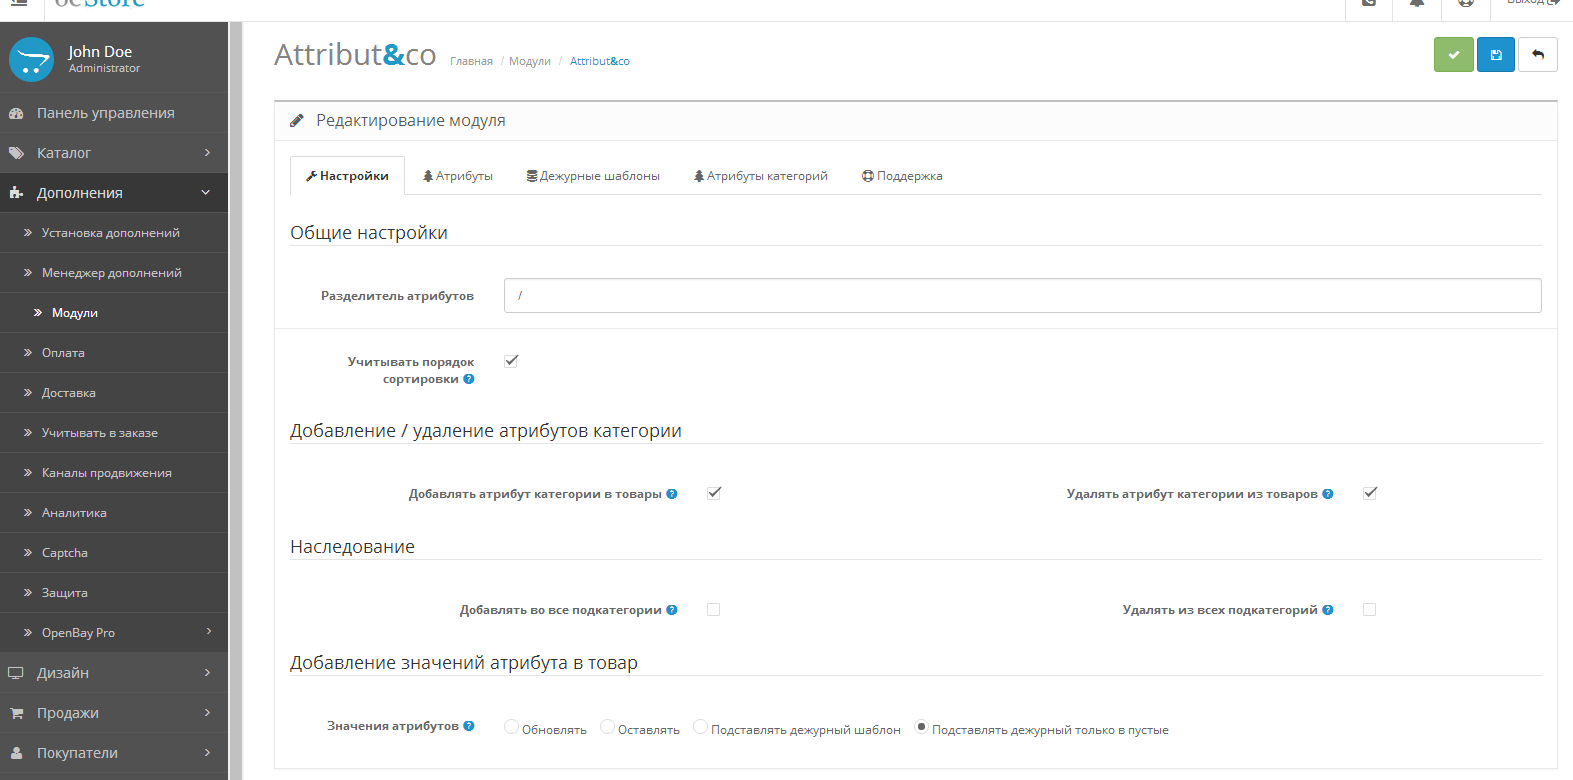 ocStore
Выход
John Doe
Administrator
Attribut&co
Главная / Модули / Attribut&co
Панель управления
Каталог
Дополнения
Установка дополнений
Менеджер дополнений
Модули
Оплата
Доставка
Учитывать в заказе
Каналы продвижения
Аналитика
Captcha
Защита
OpenBay Pro
Дизайн
Продажи
Покупатели
Редактирование модуля
Настройки
Атрибуты
Дежурные шаблоны
Атрибуты категорий
Поддержка
Общие настройки
Разделитель атрибутов
/
Учитывать порядок
сортировки
Добавление / удаление атрибутов категории
Добавлять атрибут категории в товары
Удалять атрибут категории из товаров
Наследование
Добавлять во все подкатегории
Удалять из всех подкатегорий
Добавление значений атрибута в товар
Значения атрибутов
Обновлять
Оставлять
Подставлять дежурный шаблон
Подставлять дежурный только в пустые